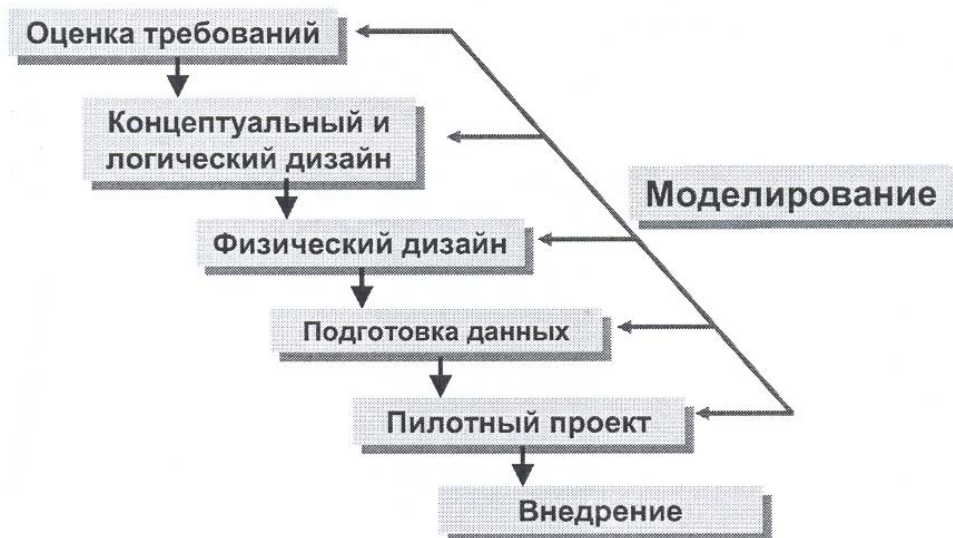 Оценка требований
Концептуальный и
логический дизайн
Моделирование
Физический дизайн
Подготовка данных
Пилотный проект
Внедрение